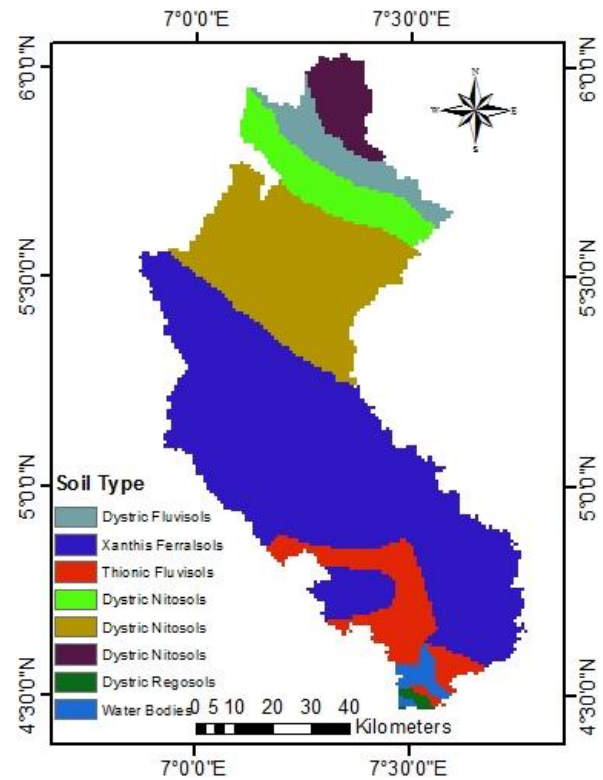 7°0'0"E 7°30'0"E
6°0'0"N 6°0'0"N
N
W E
S
5°30'0"N 5°30'0"N
5°0'0"N 5°0'0"N
Soil Type
Dystric Fluvisols
Xanthis Ferralsols
Thionic Fluvisols
Dystric Nitosols
Dystric Nitosols
Dystric Nitosols
Dystric Regosols
Water Bodies
4°30'0"N 4°30'0"N
0 5 10 20 30 40
Kilometers
7°0'0"E 7°30'0"E